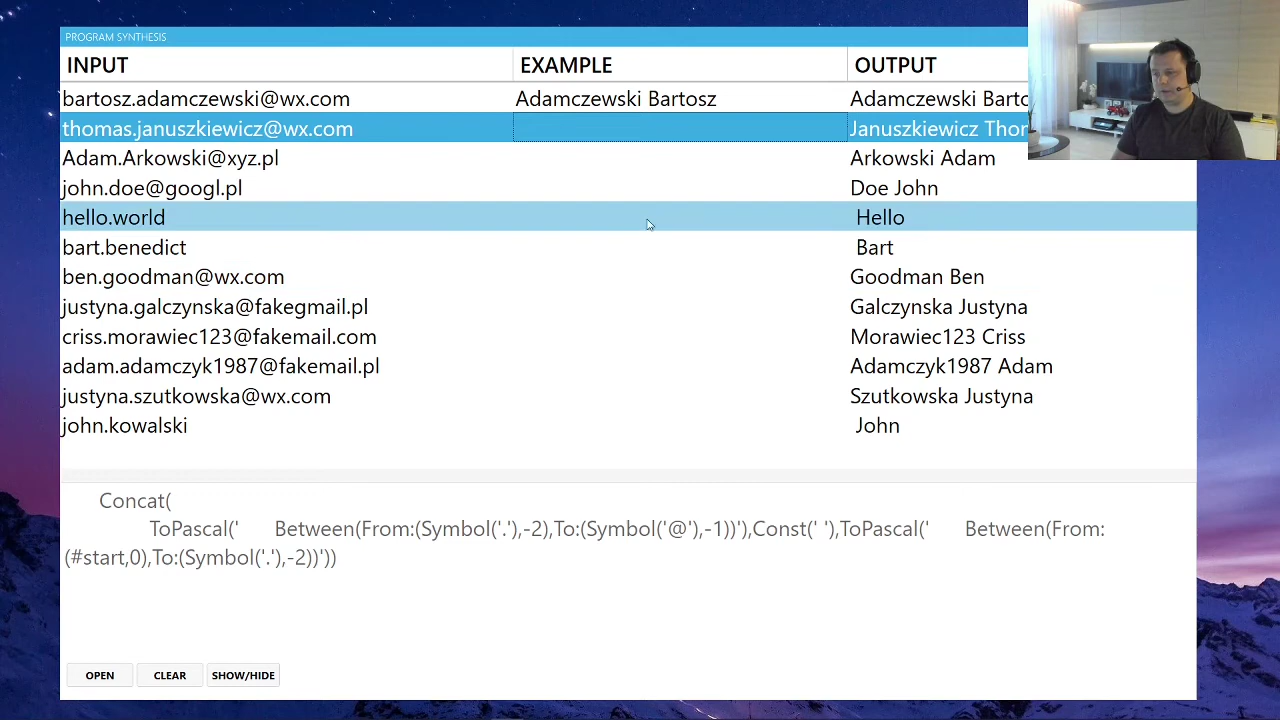 PROGRAM SYNTHESIS
INPUT EXAMPLE OUTPUT
bartosz.adamczewski@wx.com Adamczewski Bartosz Adamczewski
thomas.januszkiewicz@wx.com Januszkiewicz
Adam.Arkowski@xyz.pl Arkowski Adam
john.doe@googl.pl Doe John
hello.world Hello
bart.benedict Bart
ben.goodman@wx.com Goodman Ben
justyna.galczynska@fakegmail.pl Galczynska Justyna
criss.morawiec123@fakemail.com Morawiec123 Criss
adam.adamczyk1987@fakemail.pl Adamczyk1987 Adam
justyna.szutkowska@wx.com Szutkowska Justyna
john.kowalski John
Concat(
ToPascal(' Between(From:(Symbol('.'),-2),To:(Symbol('@'),-1))'),Const(' '),ToPascal(' Between(From:
(#start,0),To:(Symbol('.'),-2))'))
OPEN CLEAR SHOW/HIDE